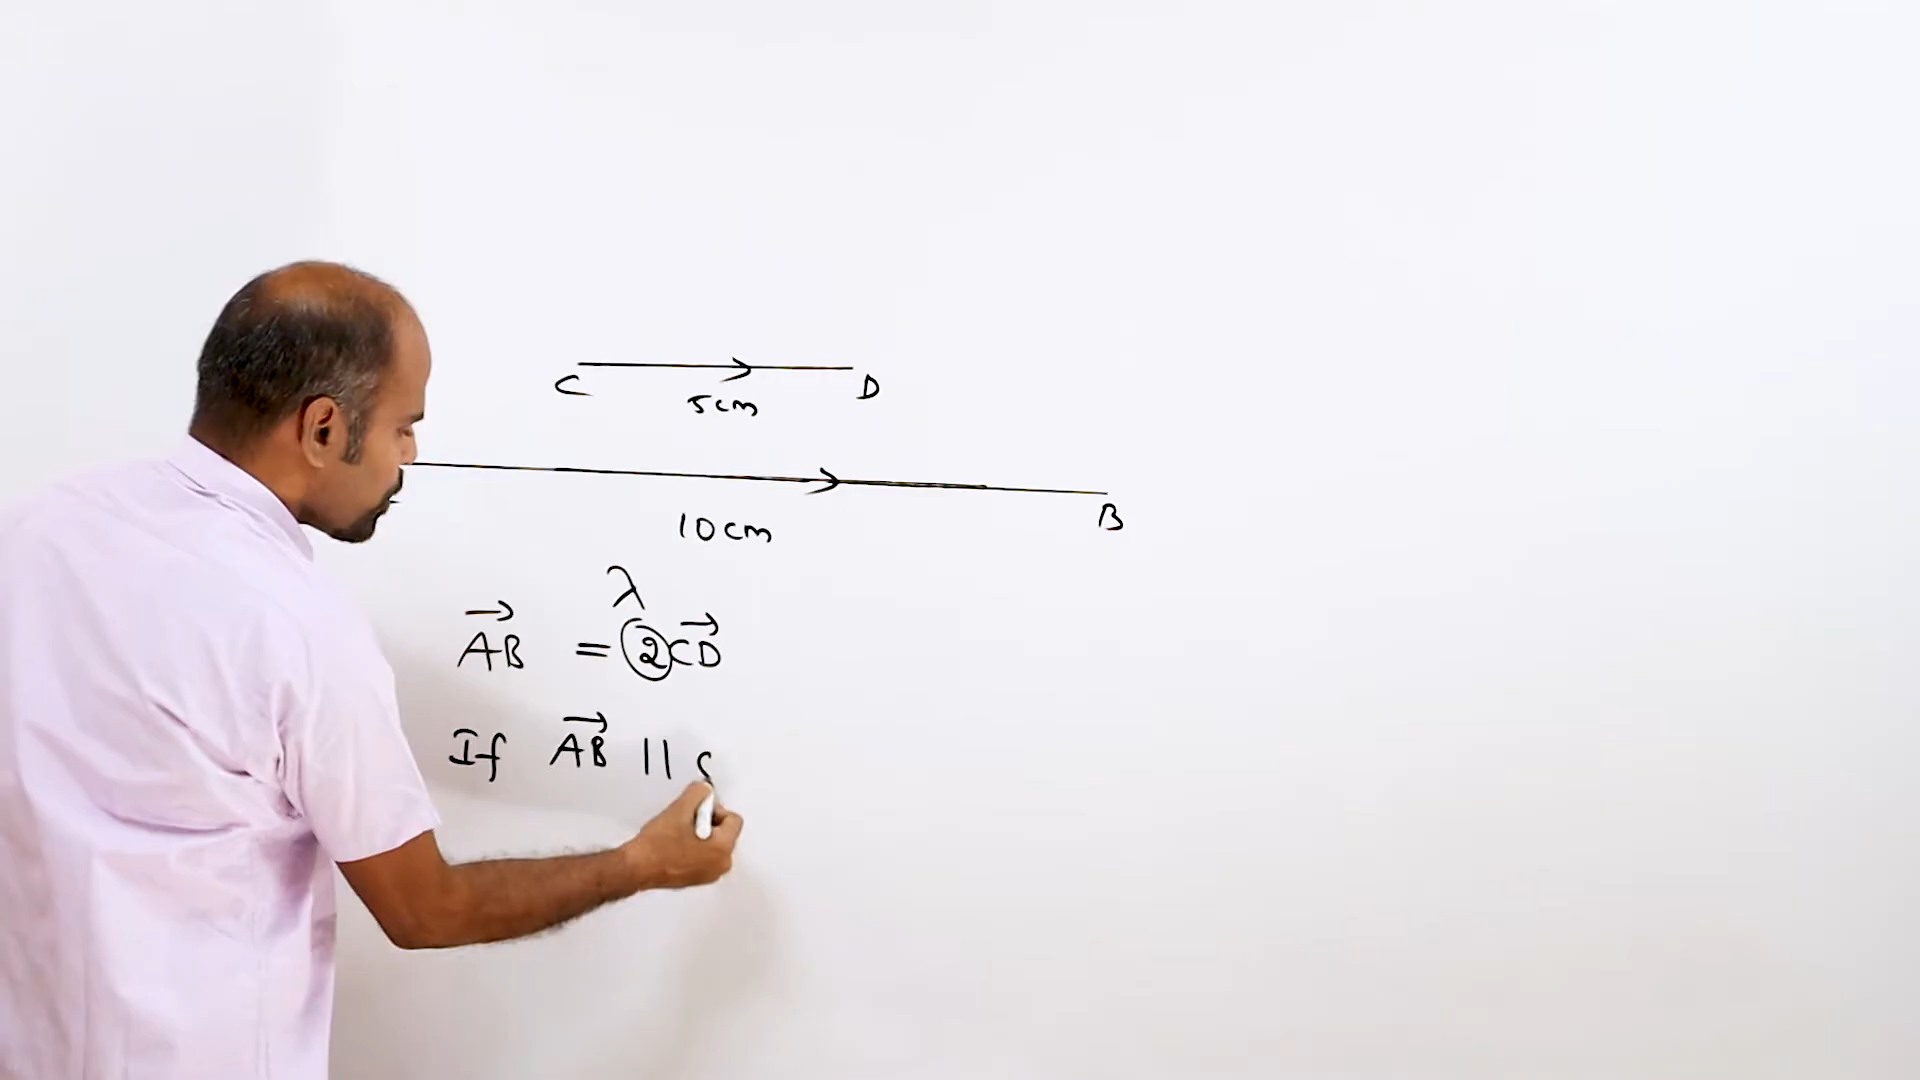 C D
5cm
B
10cm
λ
→ →
AB = 2CD
→
If AB || C